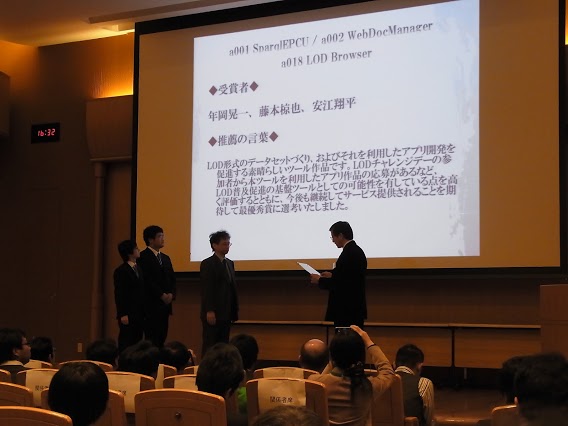 a001 SparqlEPCU / a002 WebDocManager
a018 LOD Browser
◆受賞者◆
年岡晃一、藤本椋也、安江翔平
◆推薦の言葉◆
LOD形式のデータセットづくり、およびそれを利用したアプリ開発を
促進する素晴らしいツール作品です。LODチャレンジデーの参
加者から本ツールを利用したアプリ作品の応募があるなど、
LOD普及促進の基盤ツールとしての可能性を有している点を高
く評価するとともに、今後も継続してサービス提供されることを期
待して最優秀賞に選考いたしました。
16:32
関係者席